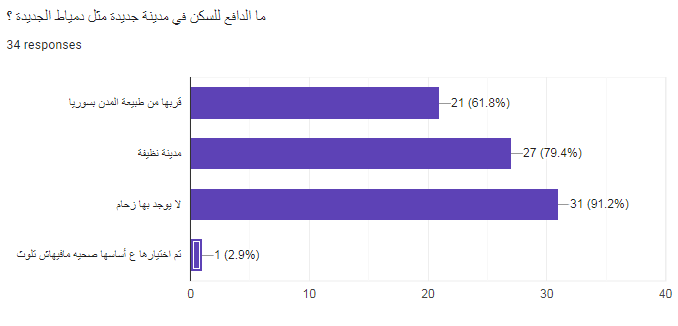 ما الدافع للسكن في مدينة جديدة مثل دمياط الجديدة ؟
34 responses
قربها من طبيعة المدن بسوريا
21 (61.8%)
مدينة نظيفة
27 (79.4%)
لا يوجد بها زحام
31 (91.2%)
تم اختيارها ع أساسها صحيه مافيهاش تلوث
1 (2.9%)
0 10 20 30 40